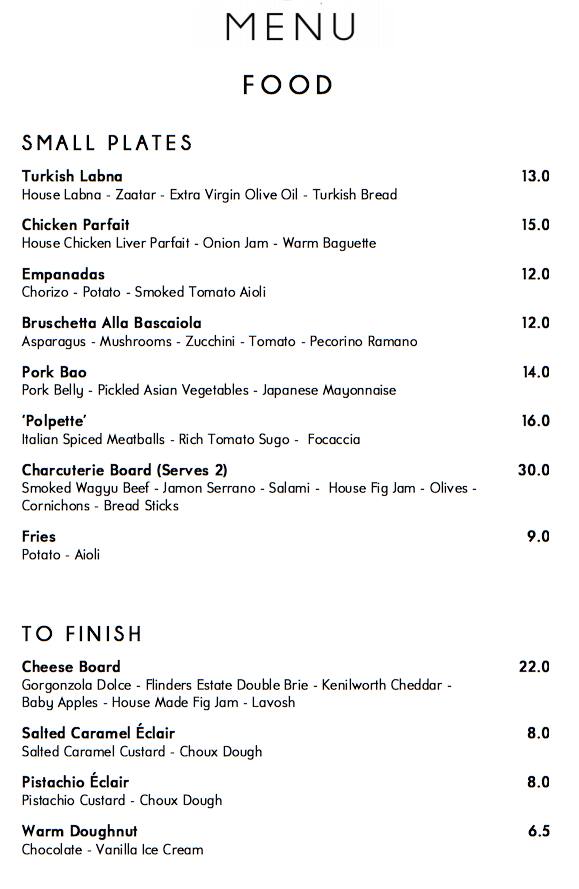 MENU
FOOD
SMALL PLATES
Turkish Labna 13.0
House Labna - Zaatar - Extra Virgin Olive Oil - Turkish Bread
Chicken Parfait 15.0
House Chicken Liver Parfait - Onion Jam - Warm Baguette
Empanadas 12.0
Chorizo - Potato - Smoked Tomato Aioli
Bruschetta Alla Bascaiola 12.0
Asparagus - Mushrooms - Zucchini - Tomato - Pecorino Romano
Pork Bao 14.0
Pork Belly - Pickled Asian Vegetables - Japanese Mayonnaise
'Polpette' 16.0
Italian Spiced Meatballs - Rich Tomato Sugo - Focaccia
Charcuterie Board (Serves 2) 30.0
Smoked Wagyu Beef - Jamon Serrano - Salami - House Fig Jam - Olives -
Cornichons - Bread Sticks
Fries 9.0
Potato - Aioli
TO FINISH
Cheese Board 22.0
Gorgonzola Dolce - Flinders Estate Double Brie - Kenilworth Cheddar -
Baby Apples - House Made Fig Jam - Lavosh
Salted Caramel Éclair 8.0
Salted Caramel Custard - Choux Dough
Pistachio Éclair 8.0
Pistachio Custard - Choux Dough
Warm Doughnut 6.5
Chocolate - Vanilla Ice Cream